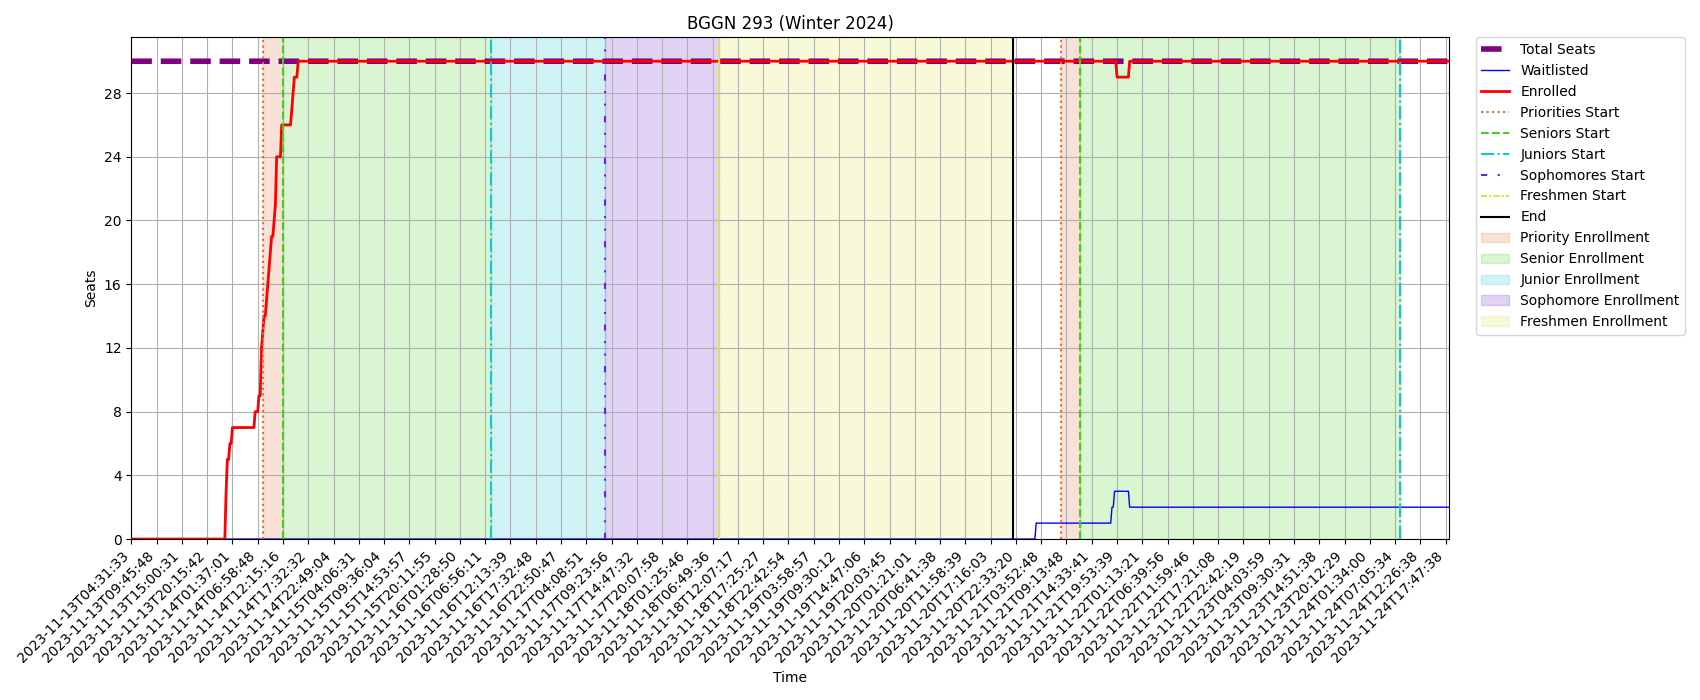 BGGN 293 (Winter 2024)
Total Seats
Waitlisted
Enrolled
Priorities Start
Seniors Start
Juniors Start
Sophomores Start
Freshmen Start
End
Priority Enrollment
Senior Enrollment
Junior Enrollment
Sophomore Enrollment
Freshmen Enrollment
Seats
28
24
20
16
12
8
4
0
2023-11-13T04:31:33
2023-11-13T09:45:48
2023-11-13T15:00:31
2023-11-13T20:15:42
2023-11-14T01:37:01
2023-11-14T06:58:48
2023-11-14T12:15:16
2023-11-14T17:32:32
2023-11-14T22:49:04
2023-11-15T04:06:31
2023-11-15T09:36:04
2023-11-15T14:53:57
2023-11-15T20:11:55
2023-11-16T01:28:50
2023-11-16T06:56:11
2023-11-16T12:13:39
2023-11-16T17:32:48
2023-11-16T22:50:47
2023-11-17T04:08:51
2023-11-17T09:23:56
2023-11-17T14:47:32
2023-11-17T20:07:58
2023-11-18T01:25:46
2023-11-18T06:49:36
2023-11-18T12:07:17
2023-11-18T17:25:27
2023-11-18T22:42:54
2023-11-19T03:58:57
2023-11-19T09:30:12
2023-11-19T14:47:06
2023-11-19T20:03:45
2023-11-20T01:21:01
2023-11-20T06:41:38
2023-11-20T11:58:39
2023-11-20T17:16:03
2023-11-20T22:33:20
2023-11-21T03:52:48
2023-11-21T09:13:48
2023-11-21T14:33:41
2023-11-21T19:53:39
2023-11-22T01:13:21
2023-11-22T06:39:56
2023-11-22T11:59:46
2023-11-22T17:21:08
2023-11-22T22:42:19
2023-11-23T04:03:59
2023-11-23T09:30:31
2023-11-23T14:51:38
2023-11-23T20:12:29
2023-11-24T01:34:00
2023-11-24T07:05:34
2023-11-24T12:26:38
2023-11-24T17:47:38
Time